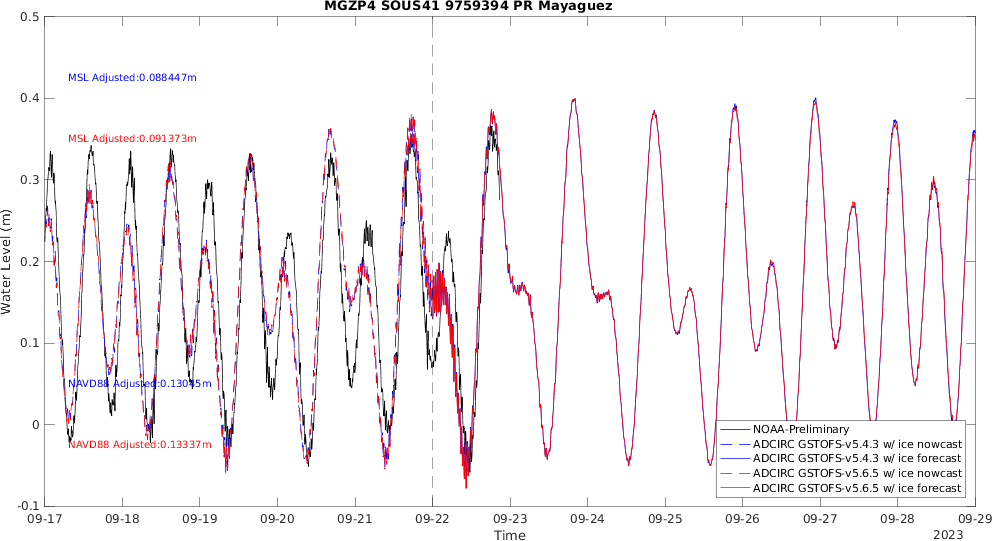 MGZP4 SOUS41 9759394 PR Mayaguez
0.5
0.4
0.3
0.2
0.1
0
-0.1
Water Level (m)
MSL Adjusted:0.088447m
MSL Adjusted:0.091373m
NAVD88 Adjusted:0.13045m
NAVD88 Adjusted:0.13337m
NOAA-Preliminary
ADCIRC GSTOFS-v5.4.3 w/ ice nowcast
ADCIRC GSTOFS-v5.4.3 w/ ice forecast
ADCIRC GSTOFS-v5.6.5 w/ ice nowcast
ADCIRC GSTOFS-v5.6.5 w/ ice forecast
09-17 09-18 09-19 09-20 09-21 09-22 09-23 09-24 09-25 09-26 09-27 09-28 09-29
Time
2023